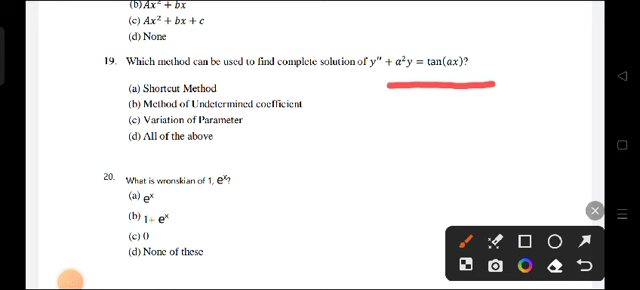 (b) Ax² + bx
(c) Ax² + bx + c
(d) None
19. Which method can be used to find complete solution of y″ + a²y = tan(ax)?
(a) Shortcut Method
(b) Method of Undetermined coefficient
(c) Variation of Parameter
(d) All of the above
20. What is wronskian of 1, eˣ?
(a) eˣ
(b) 1+ eˣ
(c) 0
(d) None of these